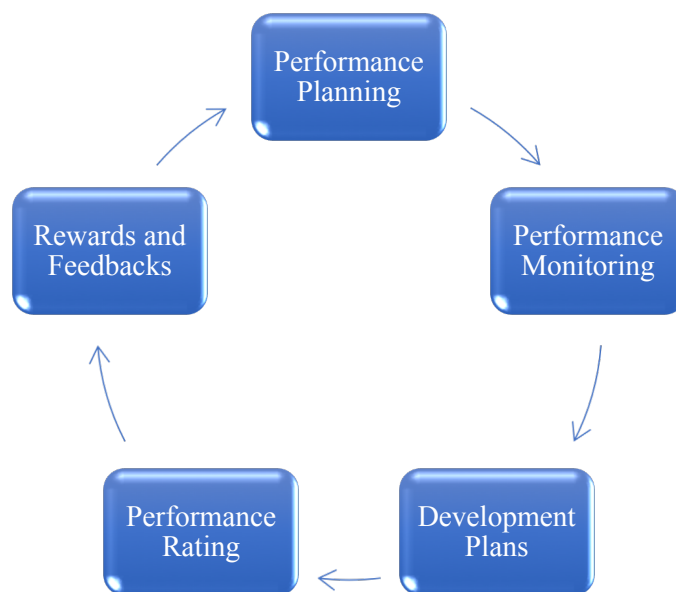 Performance
Planning
Performance
Monitoring
Development
Plans
Performance
Rating
Rewards and
Feedbacks